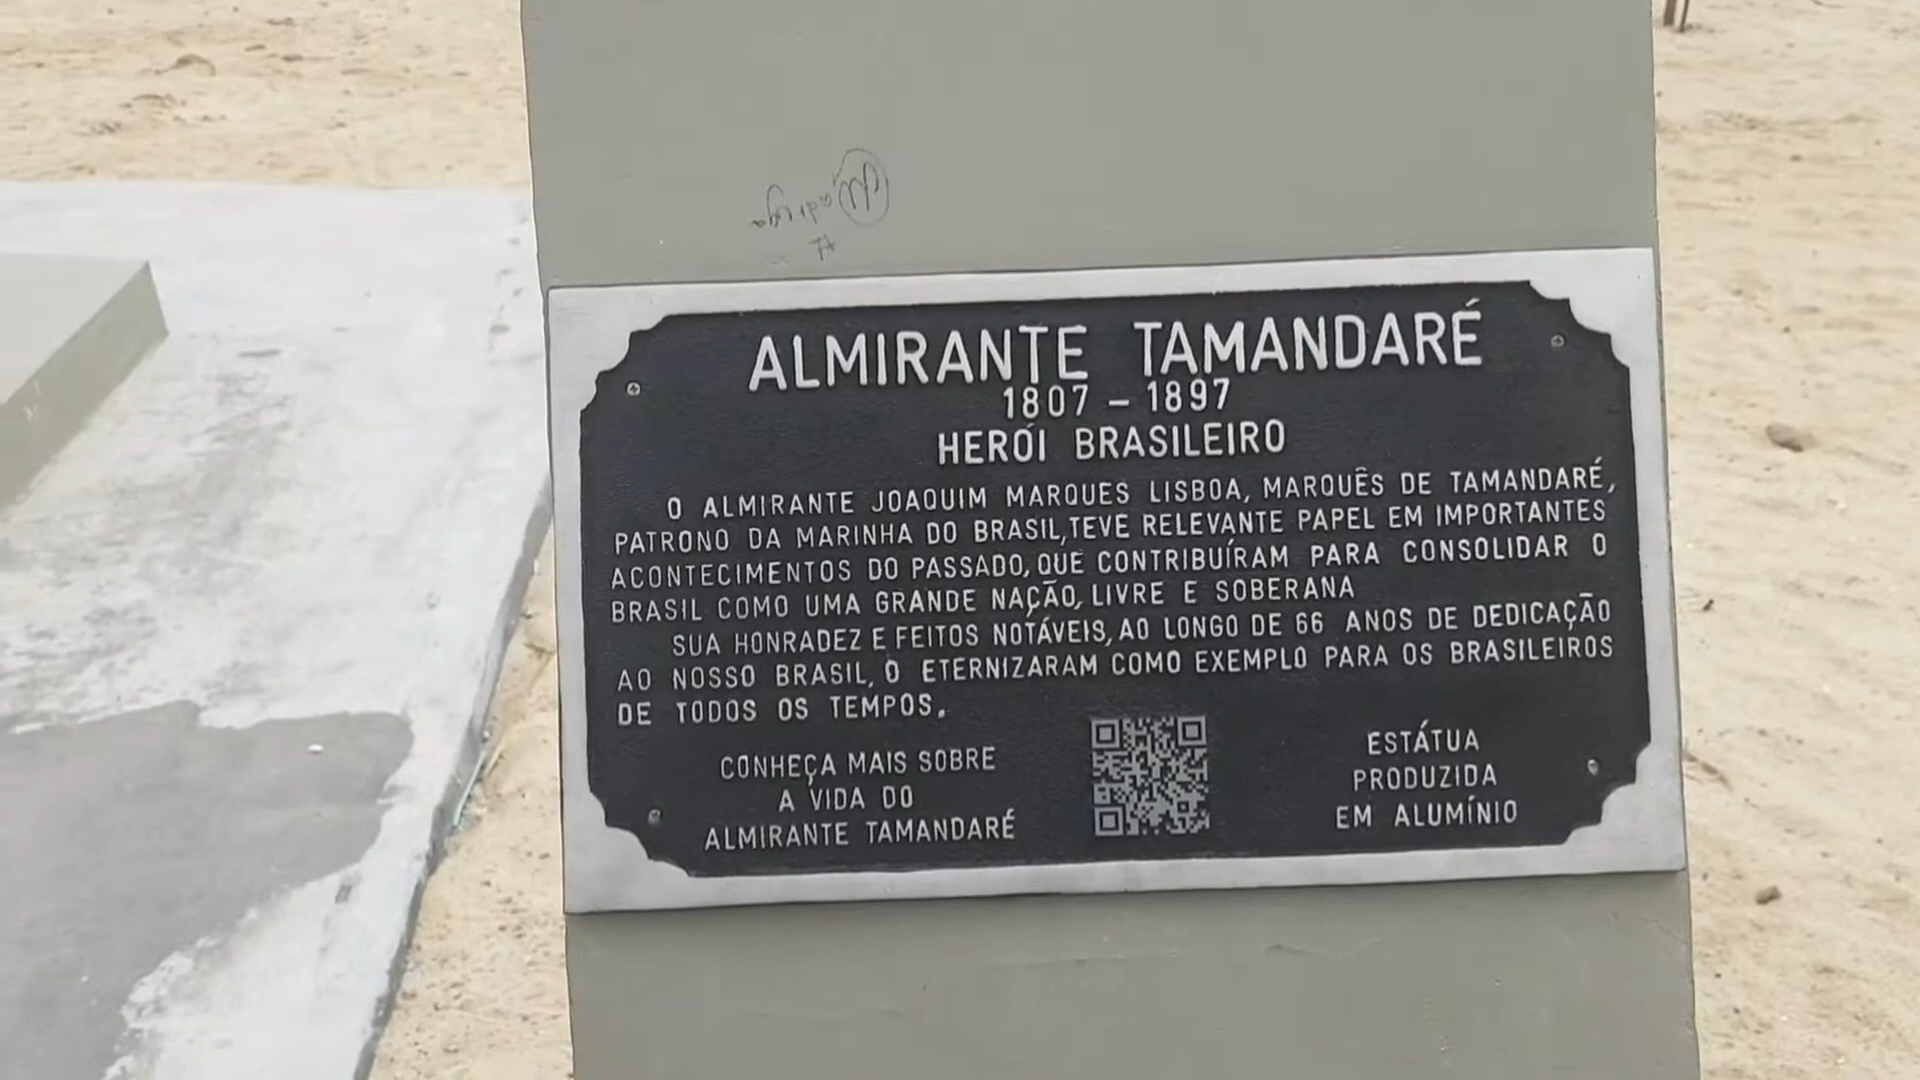 ALMIRANTE TAMANDARÉ
1807 – 1897
HERÓI BRASILEIRO
O ALMIRANTE JOAQUIM MARQUES LISBOA, MARQUÊS DE TAMANDARÉ,
PATRONO DA MARINHA DO BRASIL, TEVE RELEVANTE PAPEL EM IMPORTANTES
ACONTECIMENTOS DO PASSADO, QUE CONTRIBUÍRAM PARA CONSOLIDAR O
BRASIL COMO UMA GRANDE NAÇÃO, LIVRE E SOBERANA
SUA HONRADEZ E FEITOS NOTÁVEIS, AO LONGO DE 66 ANOS DE DEDICAÇÃO
AO NOSSO BRASIL, O ETERNIZARAM COMO EXEMPLO PARA OS BRASILEIROS
DE TODOS OS TEMPOS.
CONHEÇA MAIS SOBRE
A VIDA DO
ALMIRANTE TAMANDARÉ
ESTÁTUA
PRODUZIDA
EM ALUMÍNIO